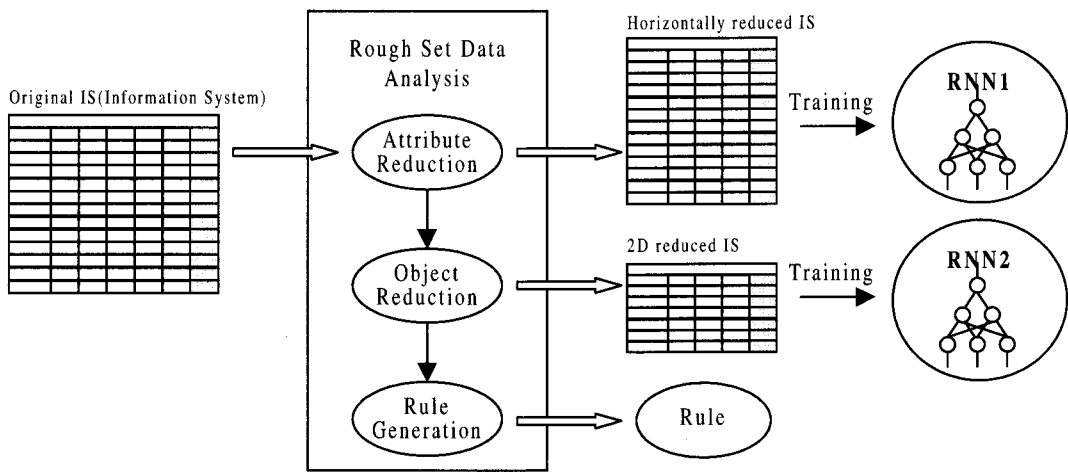 Original IS(Information System)
Rough Set Data
Analysis
Attribute
Reduction
Object
Reduction
Rule
Generation
Horizontally reduced IS
Training
RNN1
2D reduced IS
Training
RNN2
Rule